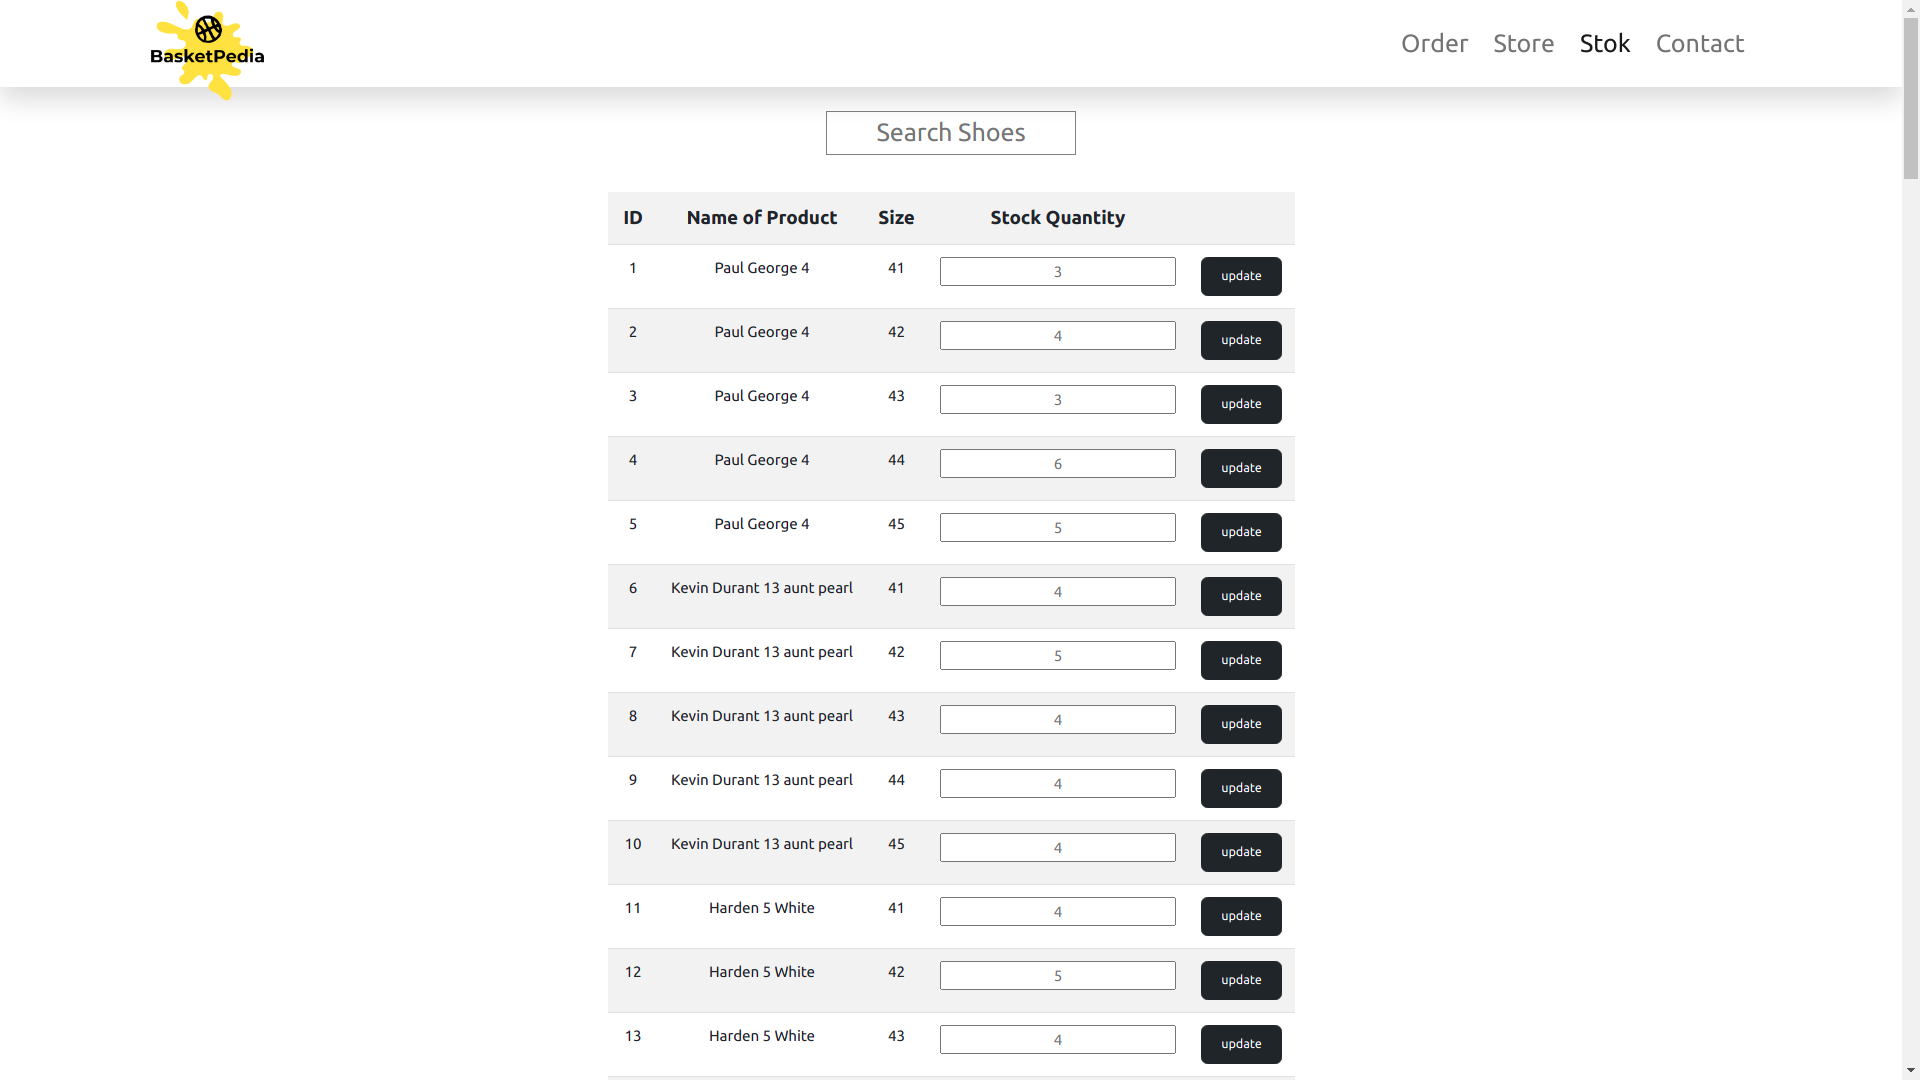 BasketPedia
Order Store Stok Contact
Search Shoes
ID Name of Product Size Stock Quantity
1 Paul George 4 41 3 update
2 Paul George 4 42 4 update
3 Paul George 4 43 3 update
4 Paul George 4 44 6 update
5 Paul George 4 45 5 update
6 Kevin Durant 13 aunt pearl 41 4 update
7 Kevin Durant 13 aunt pearl 42 5 update
8 Kevin Durant 13 aunt pearl 43 4 update
9 Kevin Durant 13 aunt pearl 44 4 update
10 Kevin Durant 13 aunt pearl 45 4 update
11 Harden 5 White 41 4 update
12 Harden 5 White 42 5 update
13 Harden 5 White 43 4 update